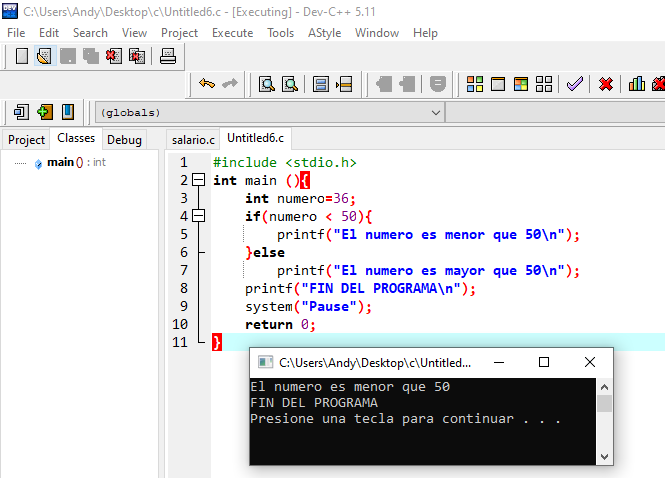 C:\Users\Andy\Desktop\c\Untitled6.c - [Executing] - Dev-C++ 5.11
File Edit Search View Project Execute Tools AStyle Window Help
(globals)
Project Classes Debug
salario.c Untitled6.c
main () : int
1 #include <stdio.h>
2 int main (){
3 int numero=36;
4 if(numero < 50){
5 printf("El numero es menor que 50\n");
6 }else
7 printf("El numero es mayor que 50\n");
8 printf("FIN DEL PROGRAMA\n");
9 system("Pause");
10 return 0;
11 }
C:\Users\Andy\Desktop\c\Untitled...
El numero es menor que 50
FIN DEL PROGRAMA
Presione una tecla para continuar . . .